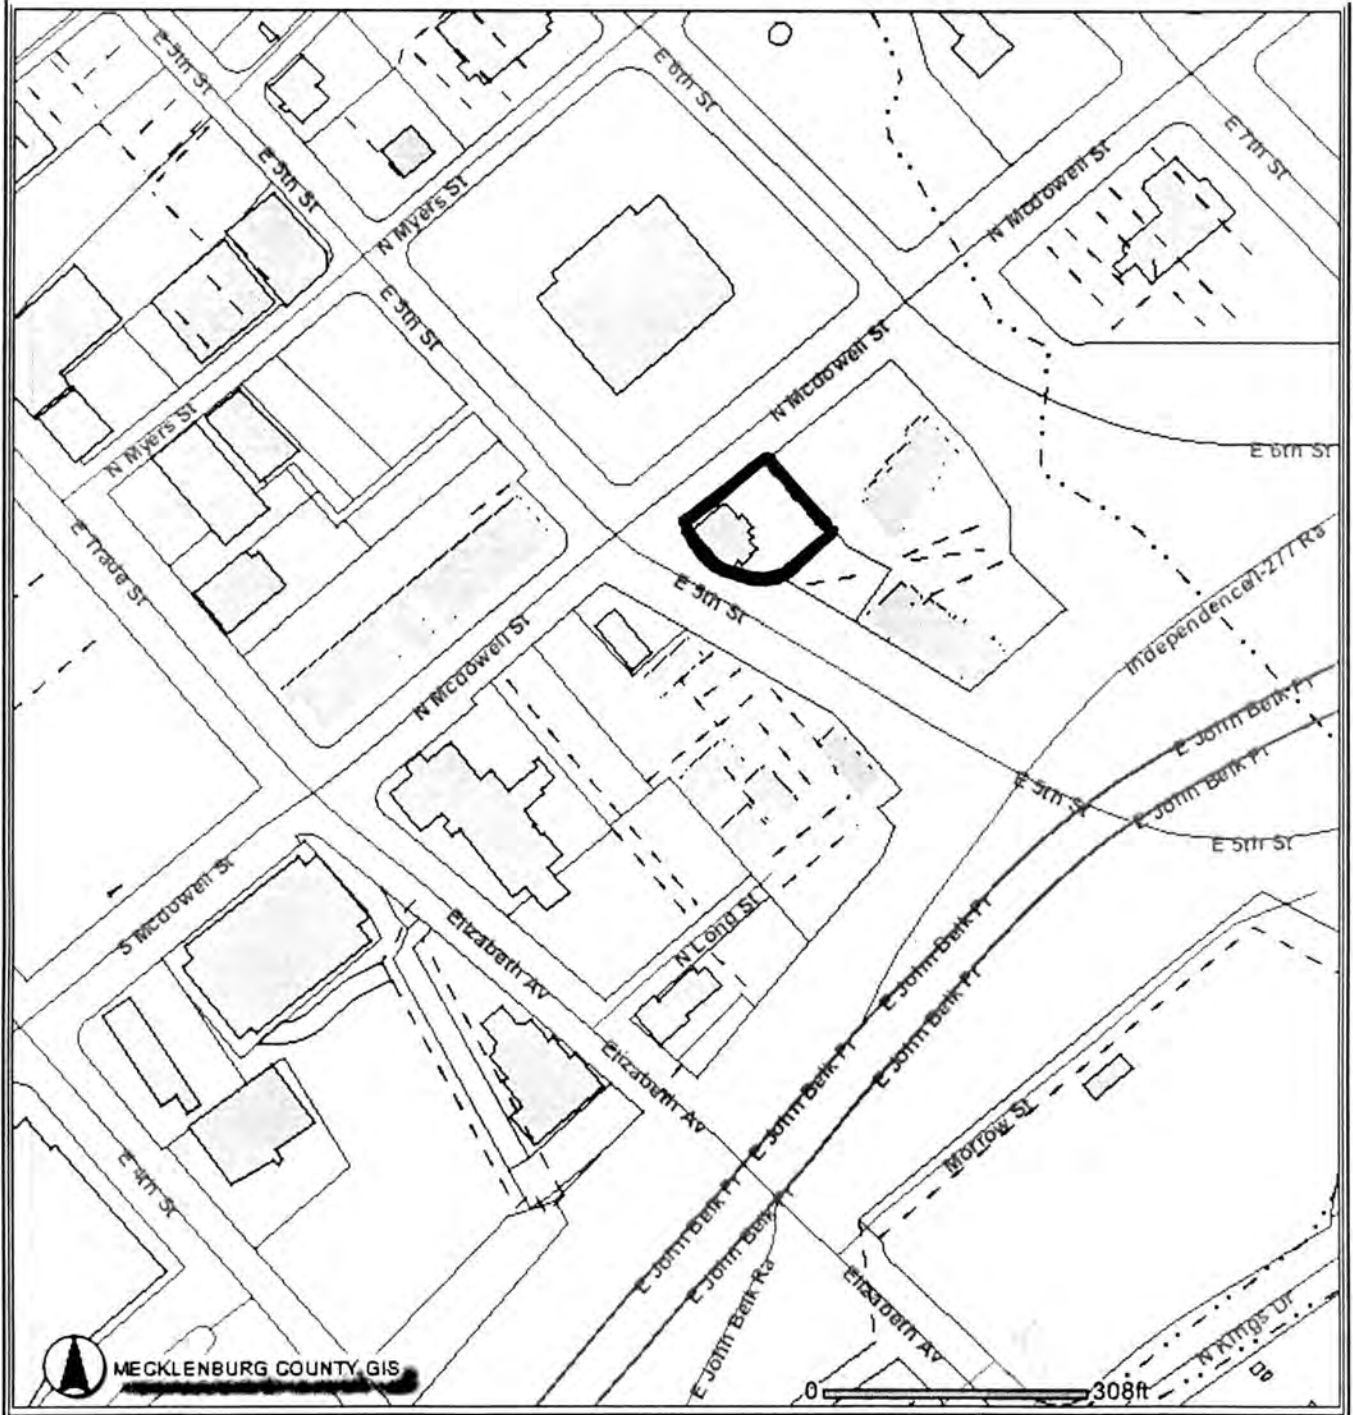 E 5th St
E 6th St
E 7th St
E 5th St
N Mcdowell St
N Myers St
E 5th St
N Mcdowell St
N Myers St
E 6th St
E Trade St
E 5th St
Independence/I-277 Ra
N Mcdowell St
E John Belk Fr
E John Belk Fr
E 5th St
E 5th St
S Mcdowell St
Elizabeth Av
N Long St
E John Belk Fr
E John Belk Fr
Elizabeth Av
E John Belk Fr
Morrow St
E 4th St
E John Belk Fr
E John Belk Fr
E John Belk Ra
Elizabeth Av
N Kings Dr
MECKLENBURG COUNTY GIS
0 308ft